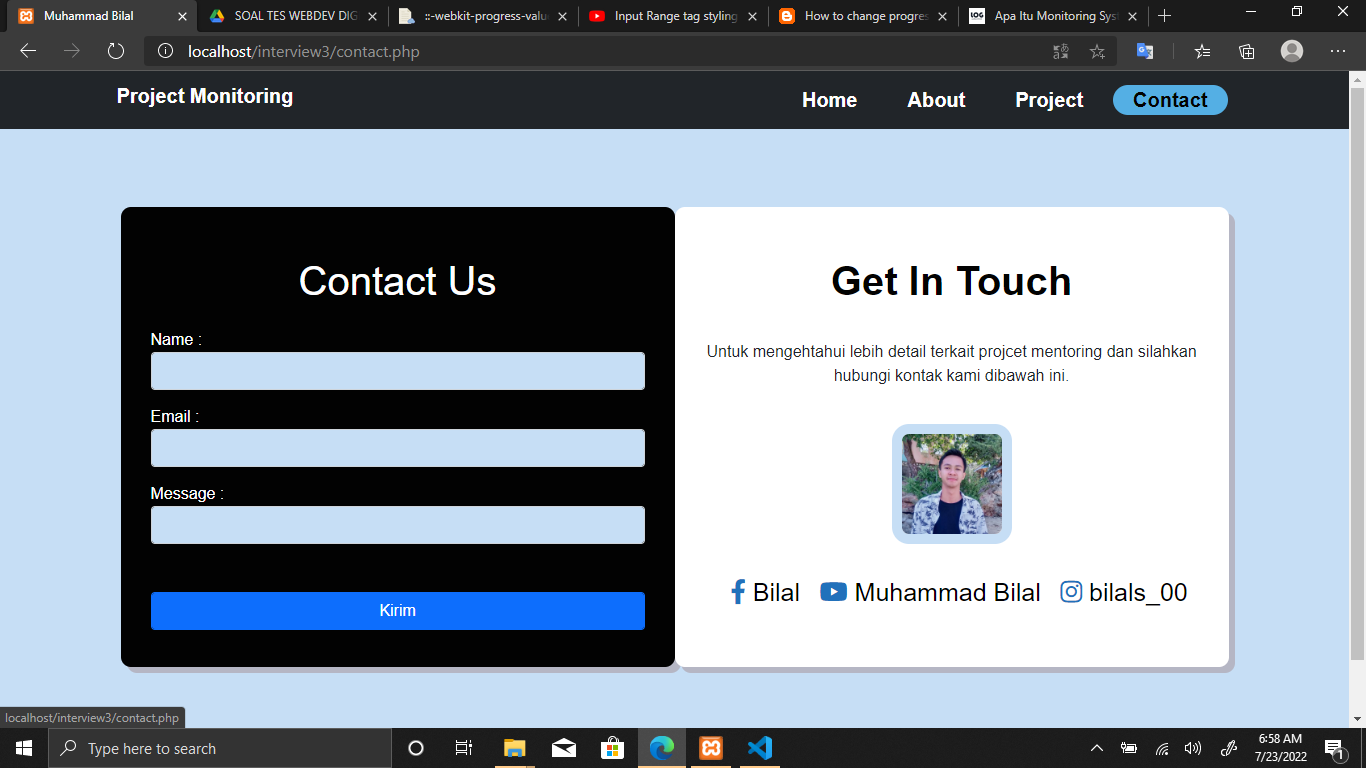 Muhammad Bilal
SOAL TES WEBDEV DIG
::-webkit-progress-valu
Input Range tag styling
How to change progres
LOG
Apa Itu Monitoring Sys
localhost/interview3/contact.php
Project Monitoring
Home
About
Project
Contact
Contact Us
Name :
Email :
Message :
Kirim
Get In Touch
Untuk mengehtahui lebih detail terkait projcet mentoring dan silahkan
hubungi kontak kami dibawah ini.
Bilal
Muhammad Bilal
bilals_00
localhost/interview3/contact.php
Type here to search
6:58 AM
7/23/2022
1